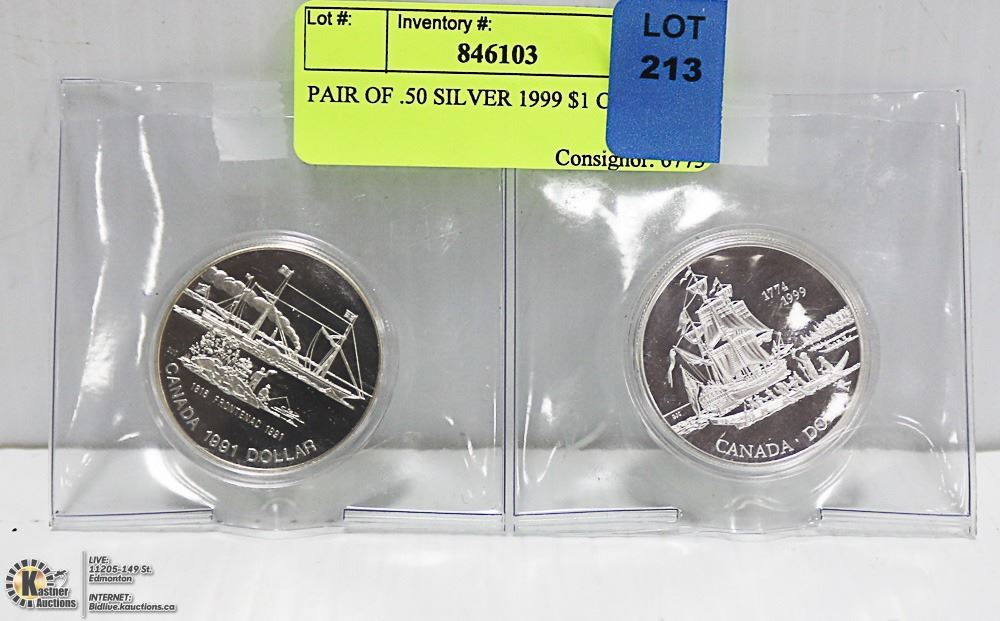 Lot #:
Inventory #:
846103
LOT
213
PAIR OF .50 SILVER 1999 $1 C
Consignor: 6775
1818 FRONTENAC 1991
CANADA 1991 DOLLAR
1774
1999
CANADA · DOLLAR
Kastner
Auctions
LIVE:
11205-149 St.
Edmonton
INTERNET:
Bidlive.kauctions.ca